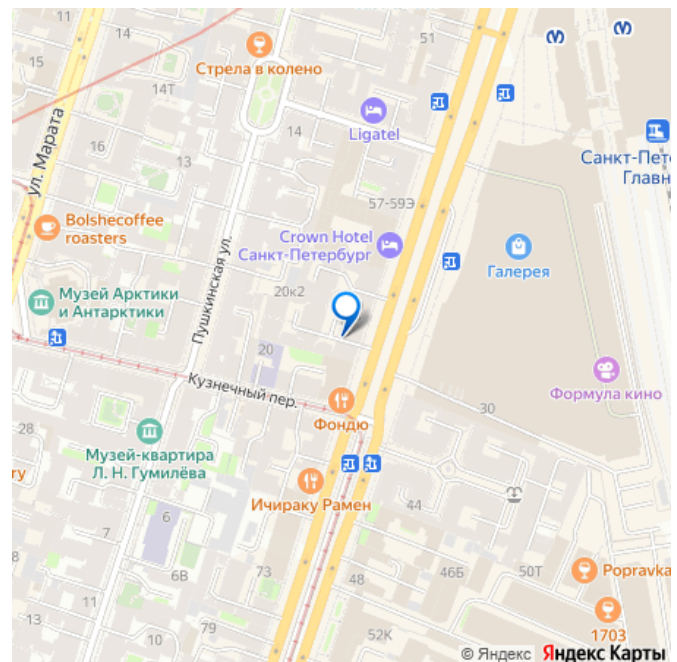 11
14
51
Стрела в колено
14Т
ул. Марата
14
Ligatel
Санкт-Пет
Главн
16
13
57-59Э
Bolshecoffee
roasters
Пушкинская ул.
Crown Hotel
Санкт-Петербург
Галерея
20к2
Музей Арктики
и Антарктики
20
Кузнечный пер.
Формула кино
Фондю
30
28
Музей-квартира
Л. Н. Гумилёва
ry
Ичираку Рамен
44
6
7
6В
73
48
46Б
50Т
Popravka
11
13
79
10
52К
1703
© Яндекс Яндекс Карты